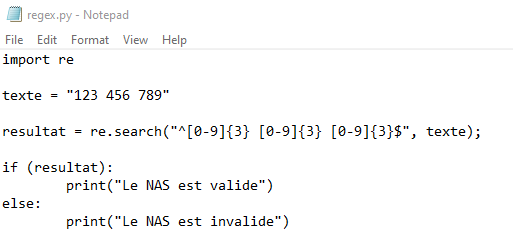 regex.py - Notepad
File Edit Format View Help
import re
texte = "123 456 789"
resultat = re.search("^[0-9]{3} [0-9]{3} [0-9]{3}$", texte);
if (resultat):
print("Le NAS est valide")
else:
print("Le NAS est invalide")